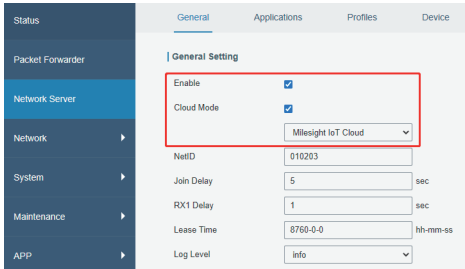 Status
Packet Forwarder
Network Server
Network
System
Maintenance
APP
General Applications Profiles Device
General Setting
Enable
Cloud Mode
Milesight IoT Cloud
NetID 010203
Join Delay 5 sec
RX1 Delay 1 sec
Lease Time 8760-0-0 hh-mm-ss
Log Level info